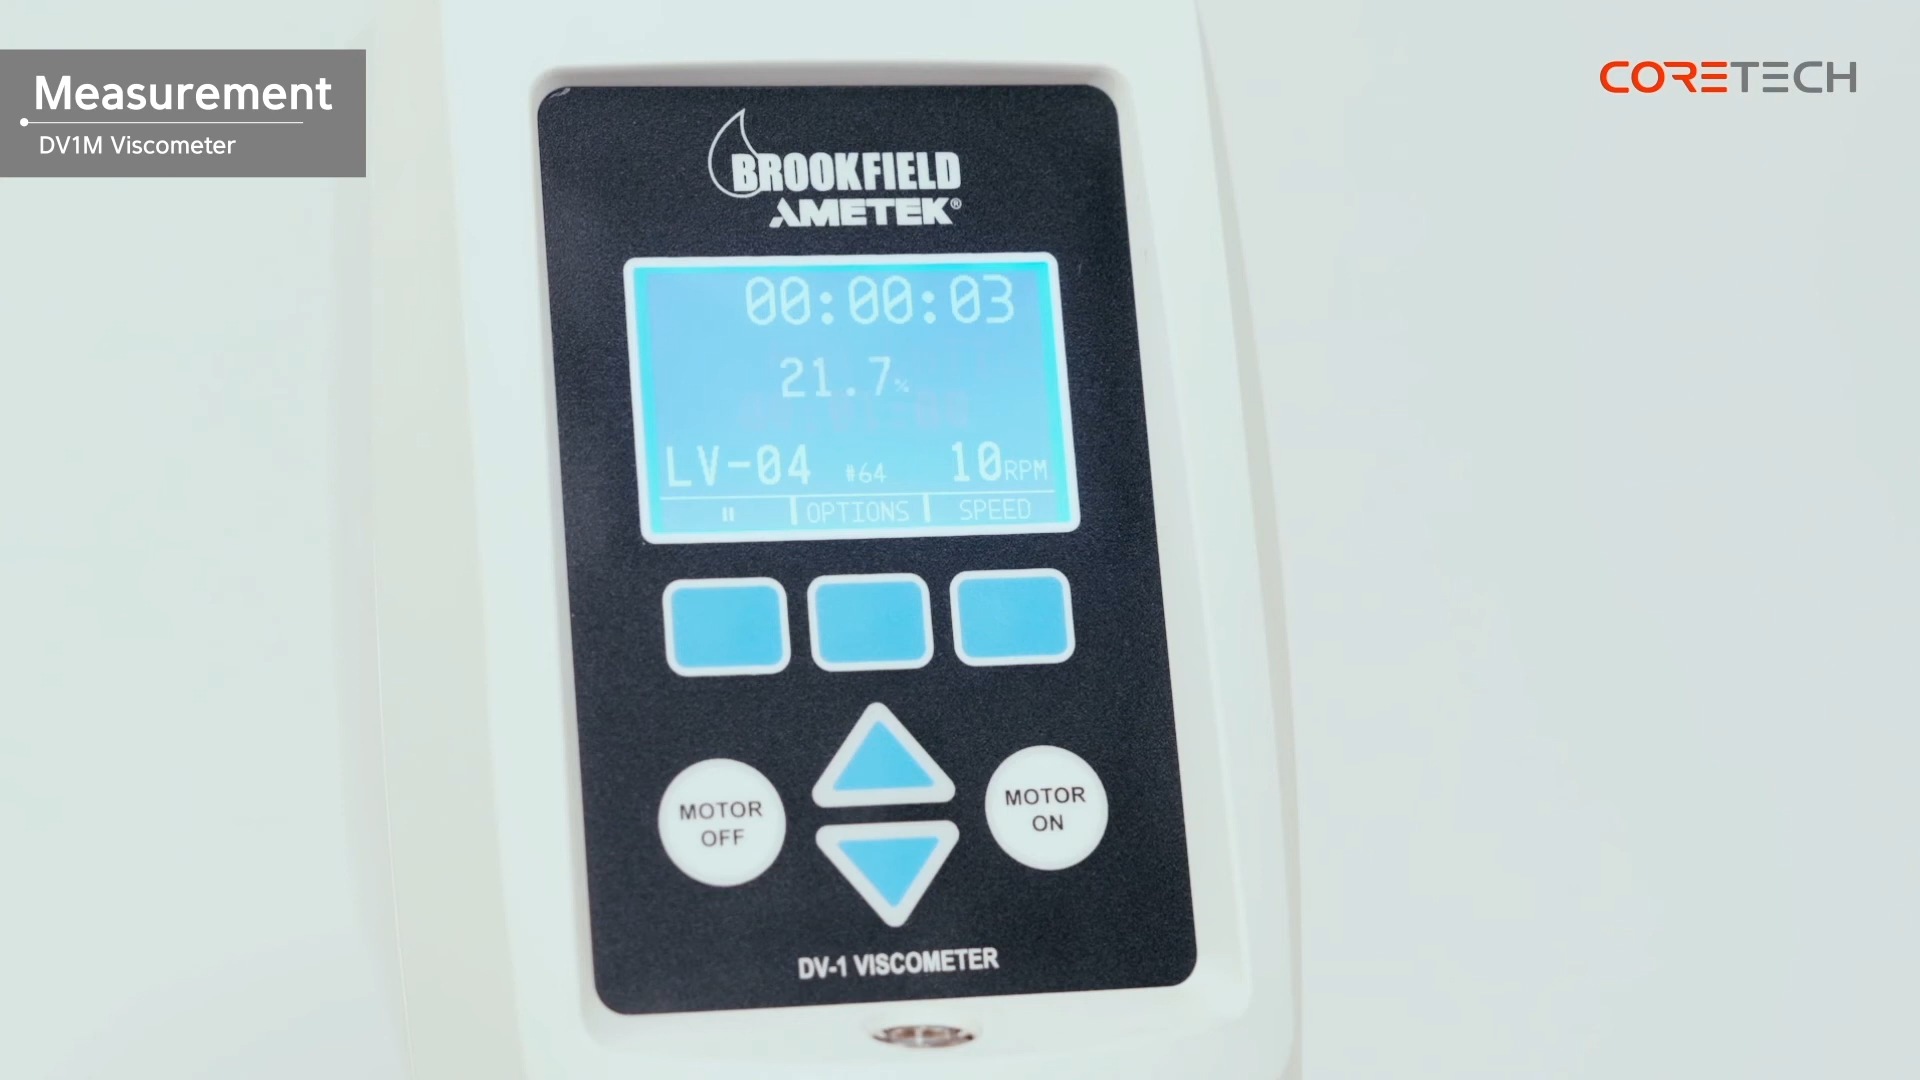 Measurement
DV1M Viscometer
CORETECH
BROOKFIELD
AMETEK®
00:00:03
21.7%
LV-04 #64 10RPM
OPTIONS SPEED
MOTOR OFF
MOTOR ON
DV-1 VISCOMETER